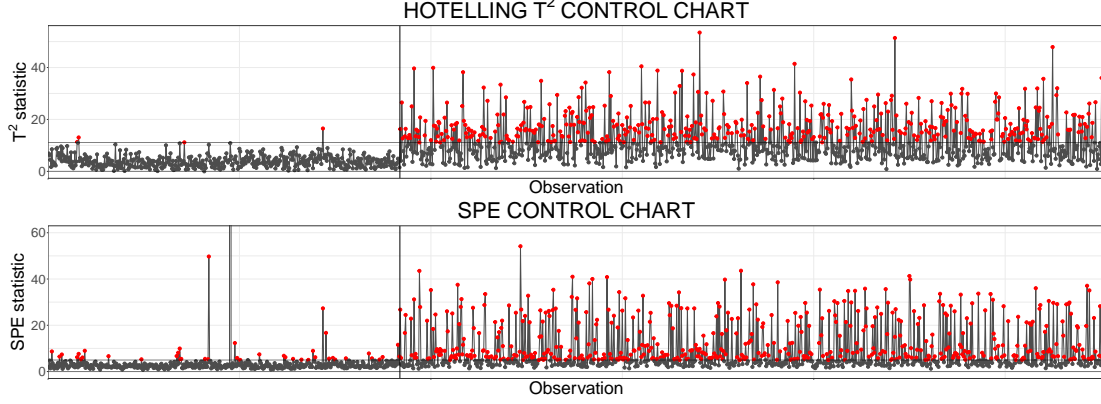 HOTELLING T² CONTROL CHART
T² statistic
40
20
0
Observation
SPE CONTROL CHART
SPE statistic
60
40
20
0
Observation